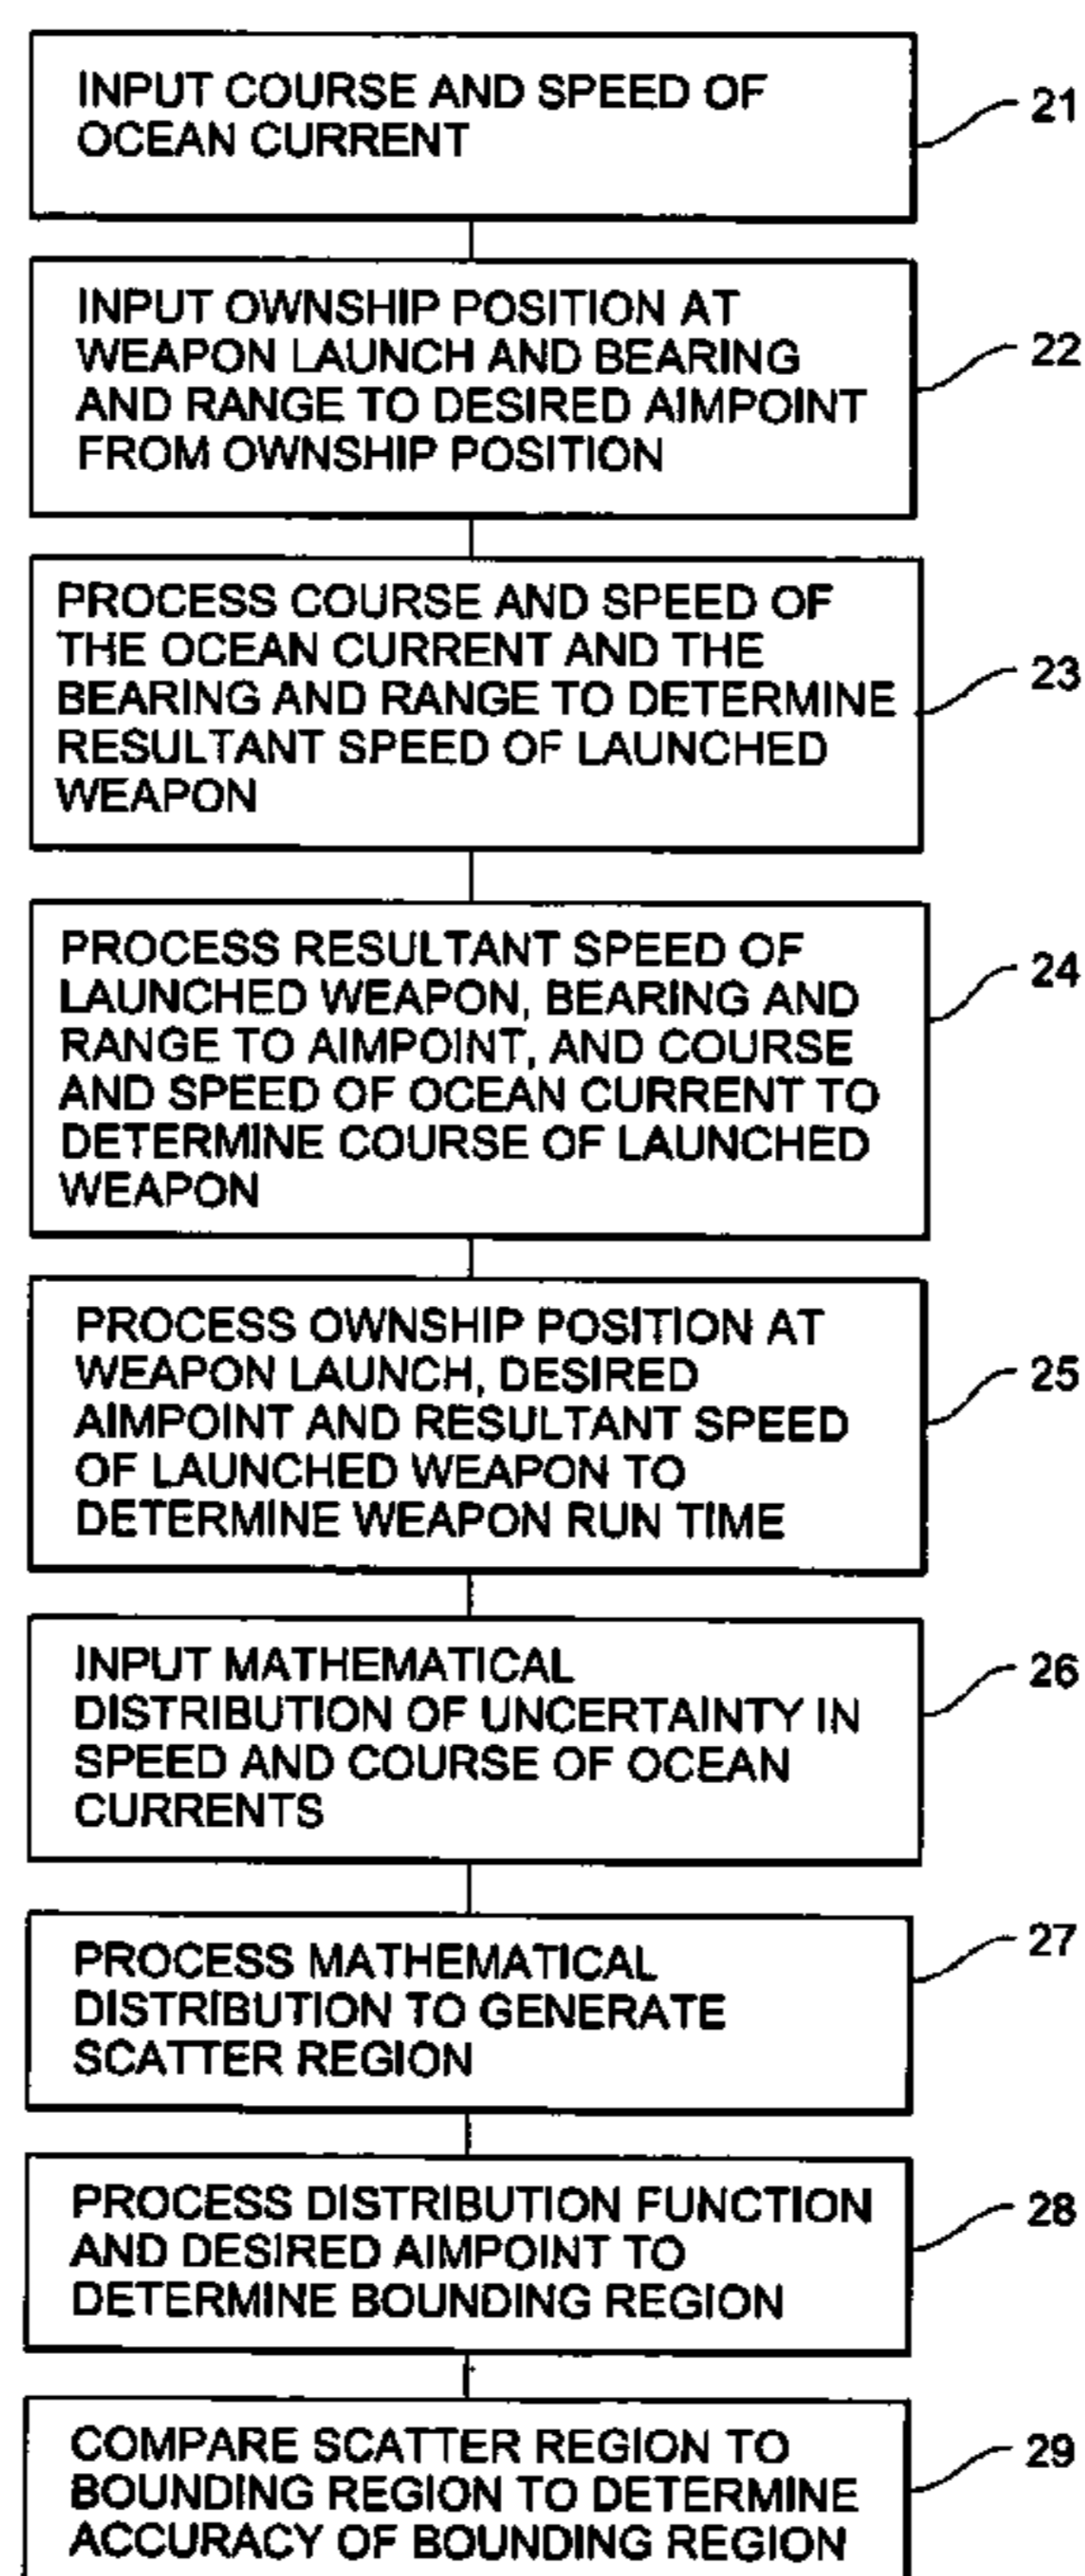 INPUT COURSE AND SPEED OF
OCEAN CURRENT
21
INPUT OWNSHIP POSITION AT
WEAPON LAUNCH AND BEARING
AND RANGE TO DESIRED AIMPOINT
FROM OWNSHIP POSITION
22
PROCESS COURSE AND SPEED OF
THE OCEAN CURRENT AND THE
BEARING AND RANGE TO DETERMINE
RESULTANT SPEED OF LAUNCHED
WEAPON
23
PROCESS RESULTANT SPEED OF
LAUNCHED WEAPON, BEARING AND
RANGE TO AIMPOINT, AND COURSE
AND SPEED OF OCEAN CURRENT TO
DETERMINE COURSE OF LAUNCHED
WEAPON
24
PROCESS OWNSHIP POSITION AT
WEAPON LAUNCH, DESIRED
AIMPOINT AND RESULTANT SPEED
OF LAUNCHED WEAPON TO
DETERMINE WEAPON RUN TIME
25
INPUT MATHEMATICAL
DISTRIBUTION OF UNCERTAINTY IN
SPEED AND COURSE OF OCEAN
CURRENTS
26
PROCESS MATHEMATICAL
DISTRIBUTION TO GENERATE
SCATTER REGION
27
PROCESS DISTRIBUTION FUNCTION
AND DESIRED AIMPOINT TO
DETERMINE BOUNDING REGION
28
COMPARE SCATTER REGION TO
BOUNDING REGION TO DETERMINE
ACCURACY OF BOUNDING REGION
29